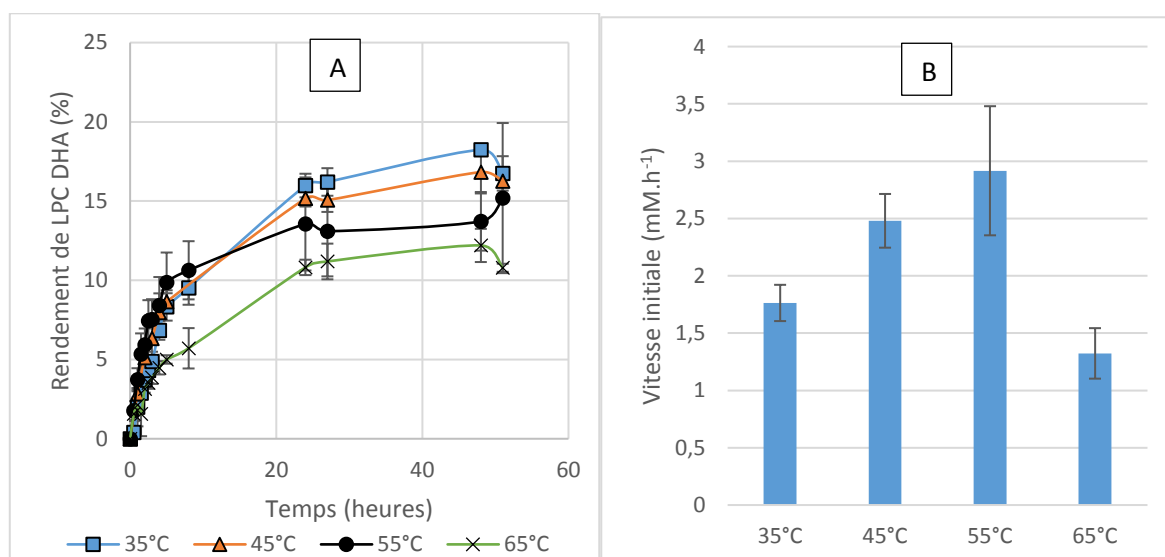 A
Rendement de LPC DHA (%)
25
20
15
10
5
0
0 20 40 60
Temps (heures)
35°C 45°C 55°C 65°C
B
Vitesse initiale (mM.h⁻¹)
4
3,5
3
2,5
2
1,5
1
0,5
0
35°C 45°C 55°C 65°C